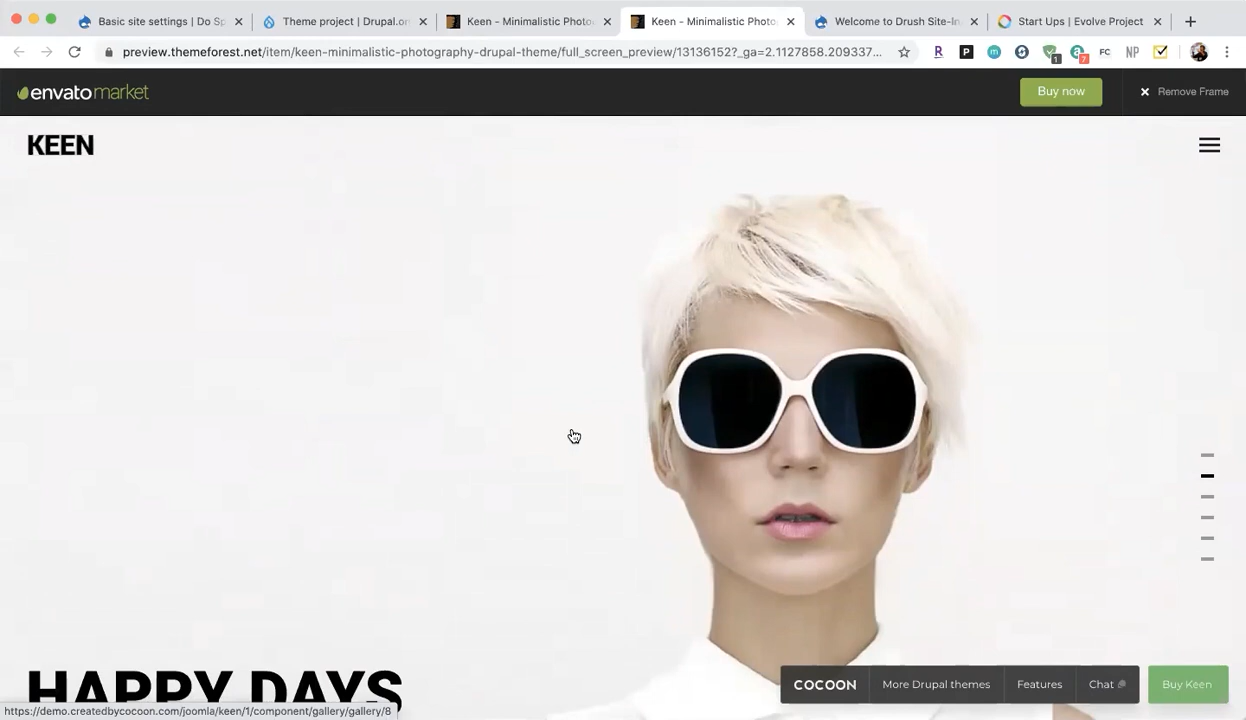 Basic site settings | Do Sp
Theme project | Drupal.or
Keen - Minimalistic Photo
Keen - Minimalistic Photo
Welcome to Drush Site-In
Start Ups | Evolve Project
preview.themeforest.net/item/keen-minimalistic-photography-drupal-theme/full_screen_preview/13136152?_ga=2.1127858.209337...
R P m S 1 a 7 FC NP
envatomarket
Buy now
Remove Frame
KEEN
HAPPY DAYS
COCOON
More Drupal themes
Features
Chat
Buy Keen
https://demo.createdbycocoon.com/joomla/keen/1/component/gallery/gallery/8